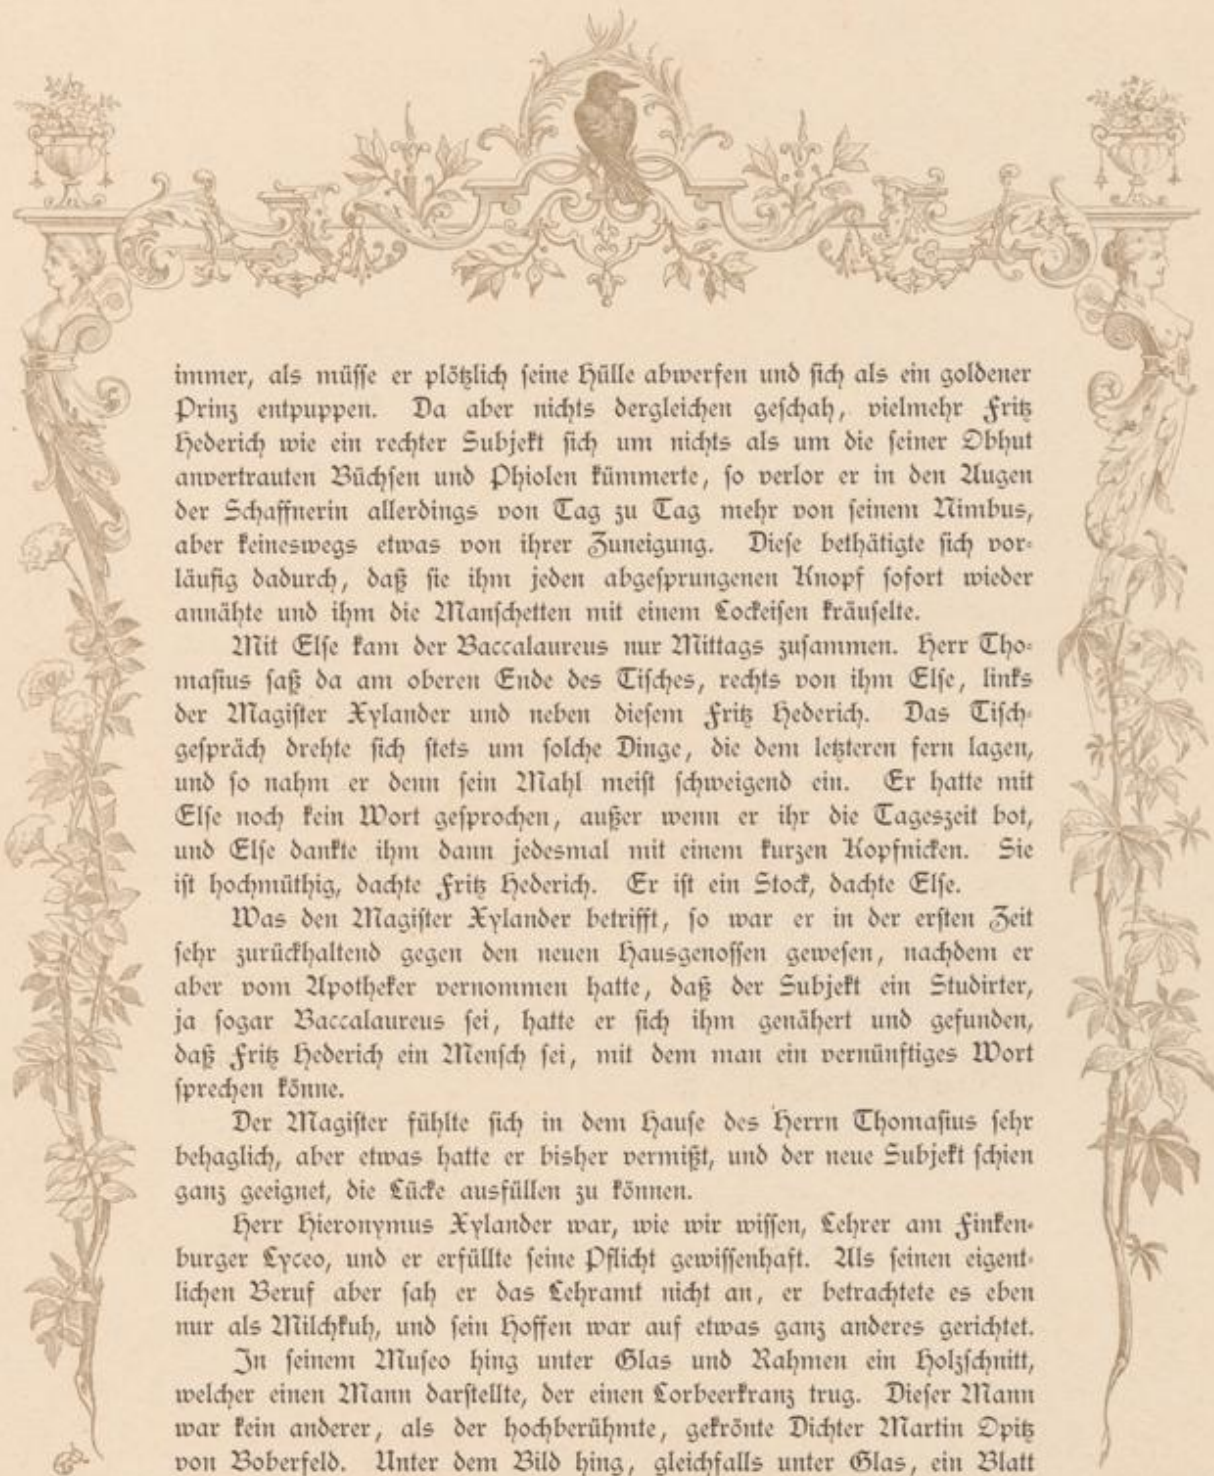 immer, als müsse er plötzlich seine Hülle abwerfen und sich als ein goldener
Prinz entpuppen. Da aber nichts dergleichen geschah, vielmehr Fritz
Hederich wie ein rechter Subjekt sich um nichts als um die seiner Obhut
anvertrauten Büchsen und Phiolen kümmerte, so verlor er in den Augen
der Schaffnerin allerdings von Tag zu Tag mehr von seinem Nimbus,
aber keineswegs etwas von ihrer Zuneigung. Diese bethätigte sich vor-
läufig dadurch, daß sie ihm jeden abgesprungenen Knopf sofort wieder
annähte und ihm die Manschetten mit einem Lockeisen kräuselte.
Mit Else kam der Baccalaureus nur Mittags zusammen. Herr Tho-
masius saß da am oberen Ende des Tisches, rechts von ihm Else, links
der Magister Xylander und neben diesem Fritz Hederich. Das Tisch-
gespräch drehte sich stets um solche Dinge, die dem letzteren fern lagen,
und so nahm er denn sein Mahl meist schweigend ein. Er hatte mit
Else noch kein Wort gesprochen, außer wenn er ihr die Tageszeit bot,
und Else dankte ihm dann jedesmal mit einem kurzen Kopfnicken. Sie
ist hochmüthig, dachte Fritz Hederich. Er ist ein Stock, dachte Else.
Was den Magister Xylander betrifft, so war er in der ersten Zeit
sehr zurückhaltend gegen den neuen Hausgenossen gewesen, nachdem er
aber vom Apotheker vernommen hatte, daß der Subjekt ein Studirter,
ja sogar Baccalaureus sei, hatte er sich ihm genähert und gefunden,
daß Fritz Hederich ein Mensch sei, mit dem man ein vernünftiges Wort
sprechen könne.
Der Magister fühlte sich in dem Hause des Herrn Thomasius sehr
behaglich, aber etwas hatte er bisher vermißt, und der neue Subjekt schien
ganz geeignet, die Lücke ausfüllen zu können.
Herr Hieronymus Xylander war, wie wir wissen, Lehrer am Finken-
burger Lyceo, und er erfüllte seine Pflicht gewissenhaft. Als seinen eigent-
lichen Beruf aber sah er das Lehramt nicht an, er betrachtete es eben
nur als Milchkuh, und sein Hoffen war auf etwas ganz anderes gerichtet.
In seinem Museo hing unter Glas und Rahmen ein Holzschnitt,
welcher einen Mann darstellte, der einen Lorbeerkranz trug. Dieser Mann
war kein anderer, als der hochberühmte, gekrönte Dichter Martin Opitz
von Boberfeld. Unter dem Bild hing, gleichfalls unter Glas, ein Blatt